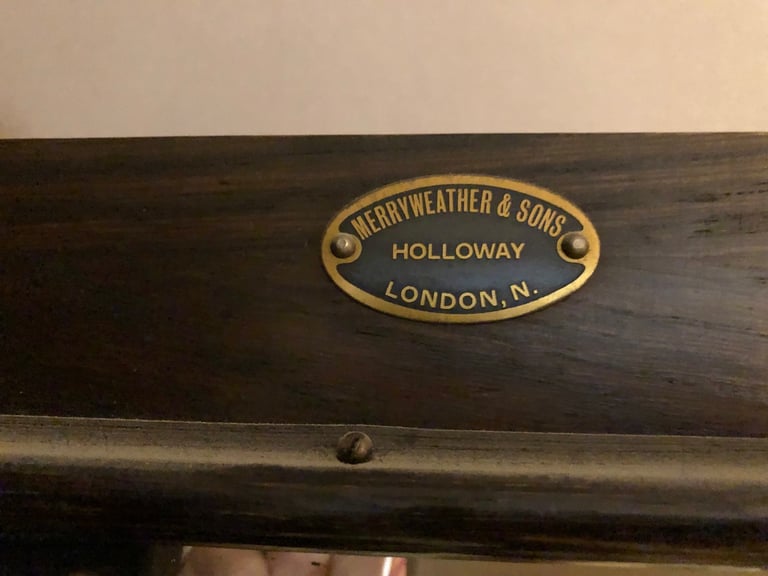 MERRYWEATHER & SONS
HOLLOWAY
LONDON, N.